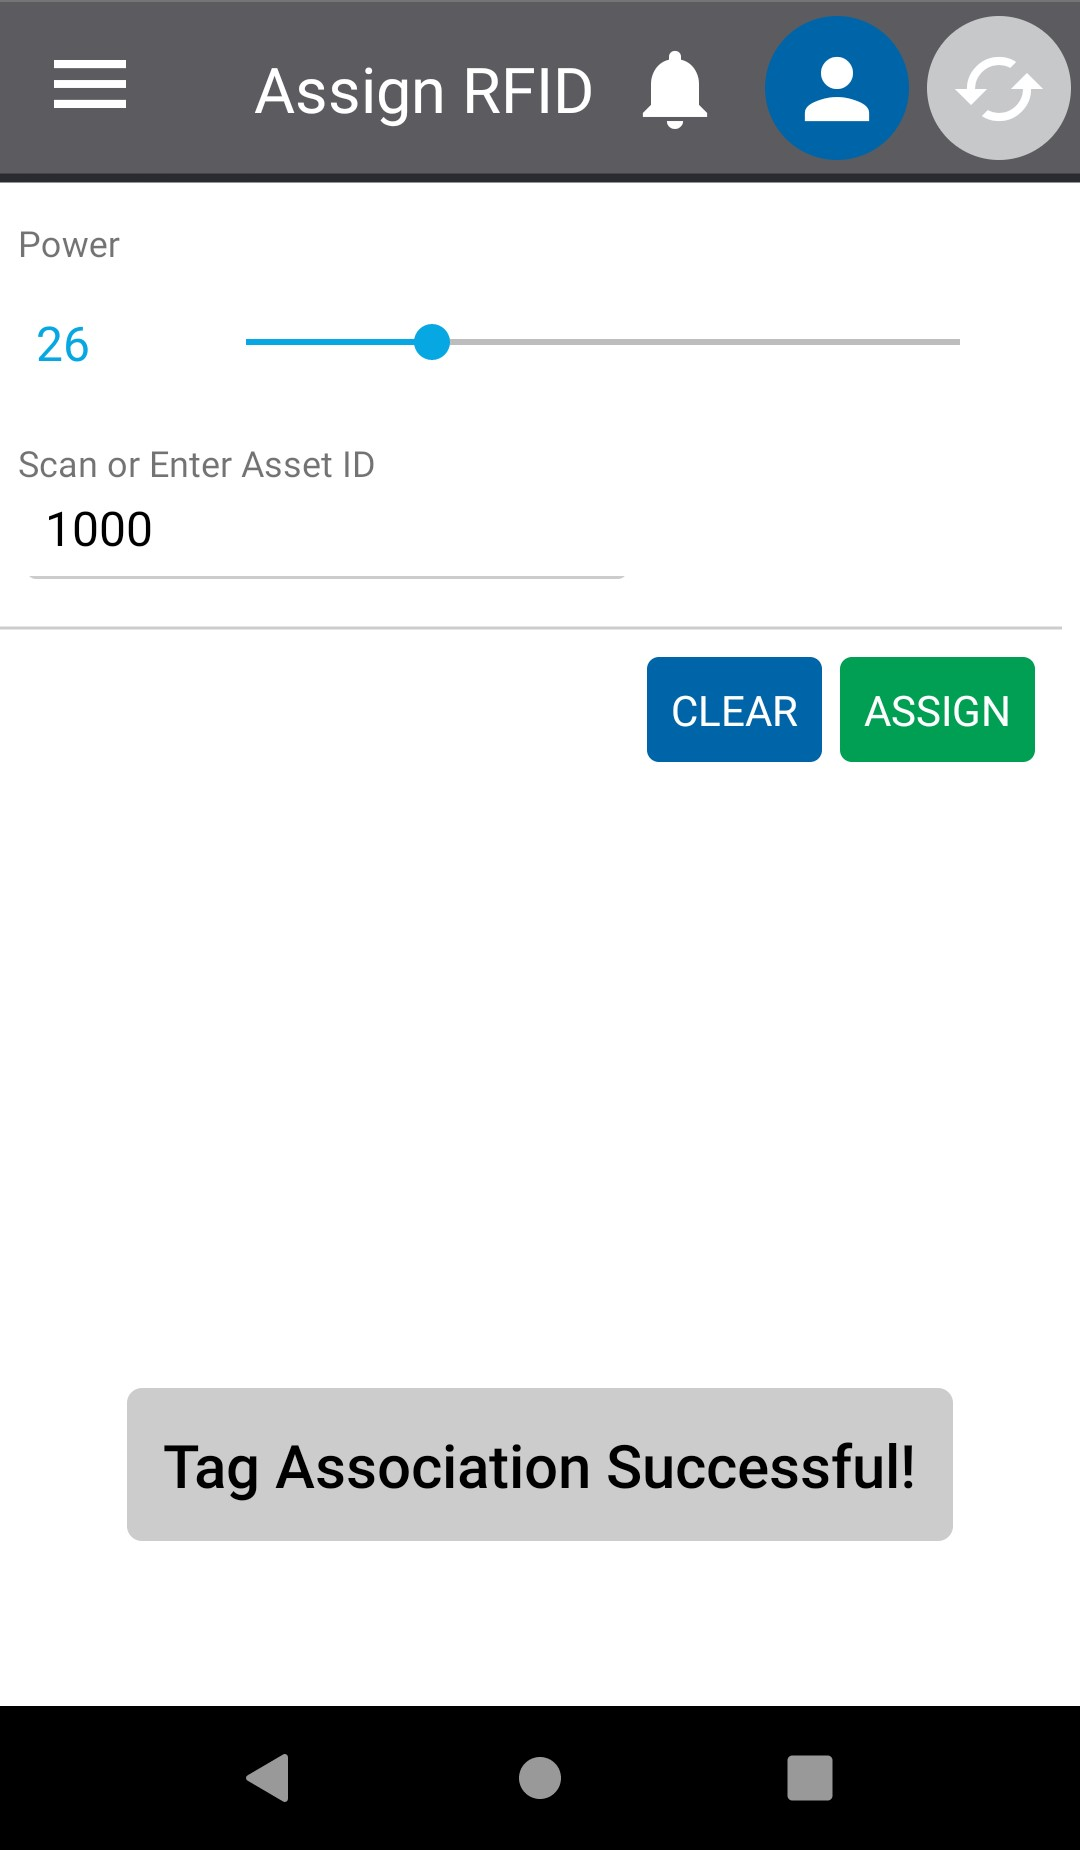 Assign RFID
Power
26
Scan or Enter Asset ID
1000
CLEAR ASSIGN
Tag Association Successful!